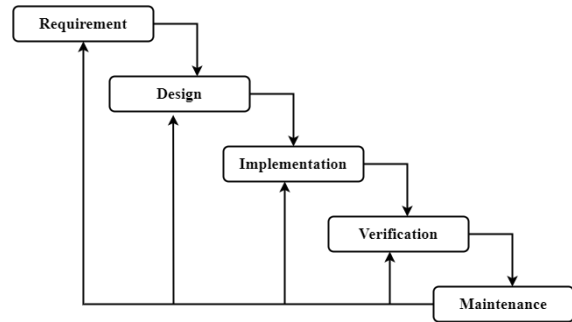 Requirement
Design
Implementation
Verification
Maintenance